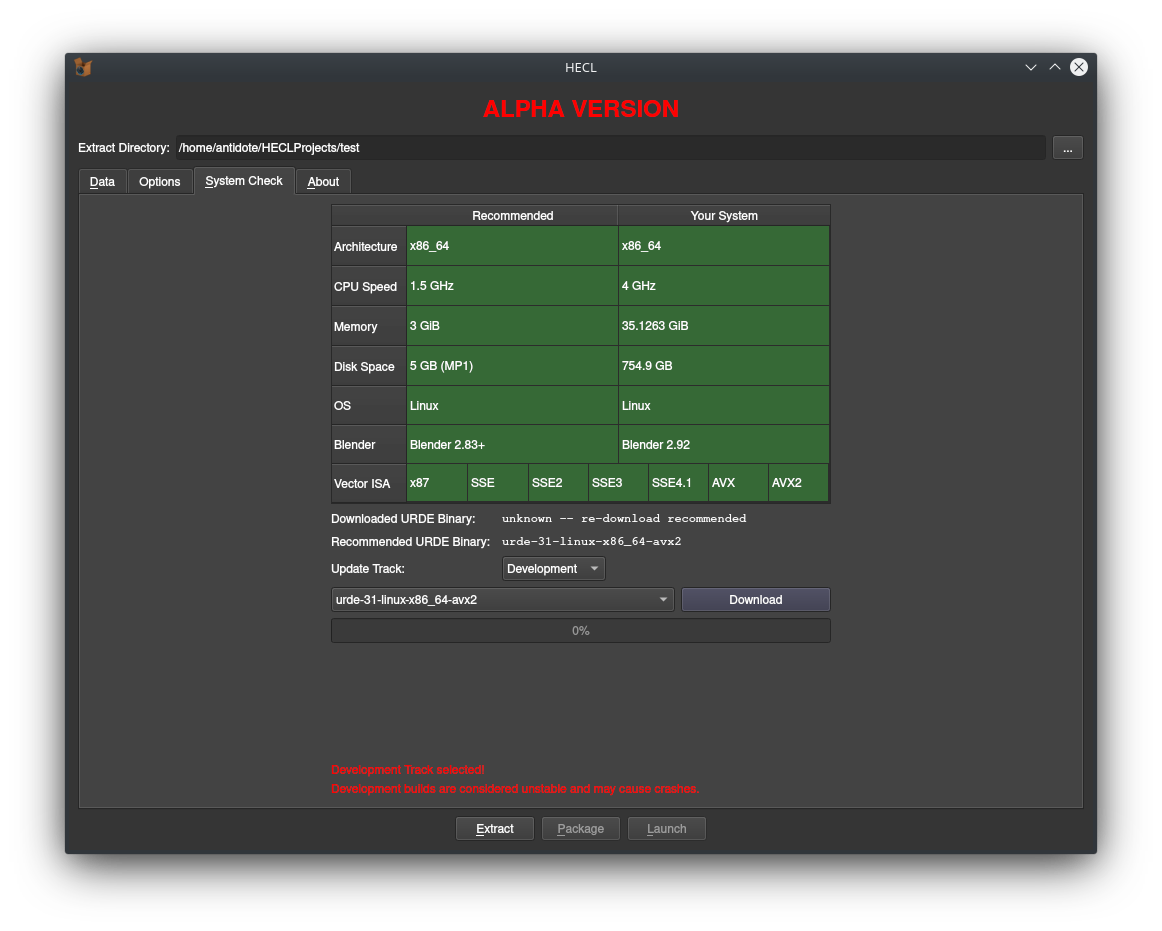 HECL
ALPHA VERSION
Extract Directory: /home/antidote/HECLProjects/test ...
Data Options System Check About
Recommended Your System
Architecture x86_64 x86_64
CPU Speed 1.5 GHz 4 GHz
Memory 3 GiB 35.1263 GiB
Disk Space 5 GB (MP1) 754.9 GB
OS Linux Linux
Blender Blender 2.83+ Blender 2.92
Vector ISA x87 SSE SSE2 SSE3 SSE4.1 AVX AVX2
Downloaded URDE Binary: unknown -- re-download recommended
Recommended URDE Binary: urde-31-linux-x86_64-avx2
Update Track: Development
urde-31-linux-x86_64-avx2 Download
0%
Development Track selected!
Development builds are considered unstable and may cause crashes.
Extract Package Launch